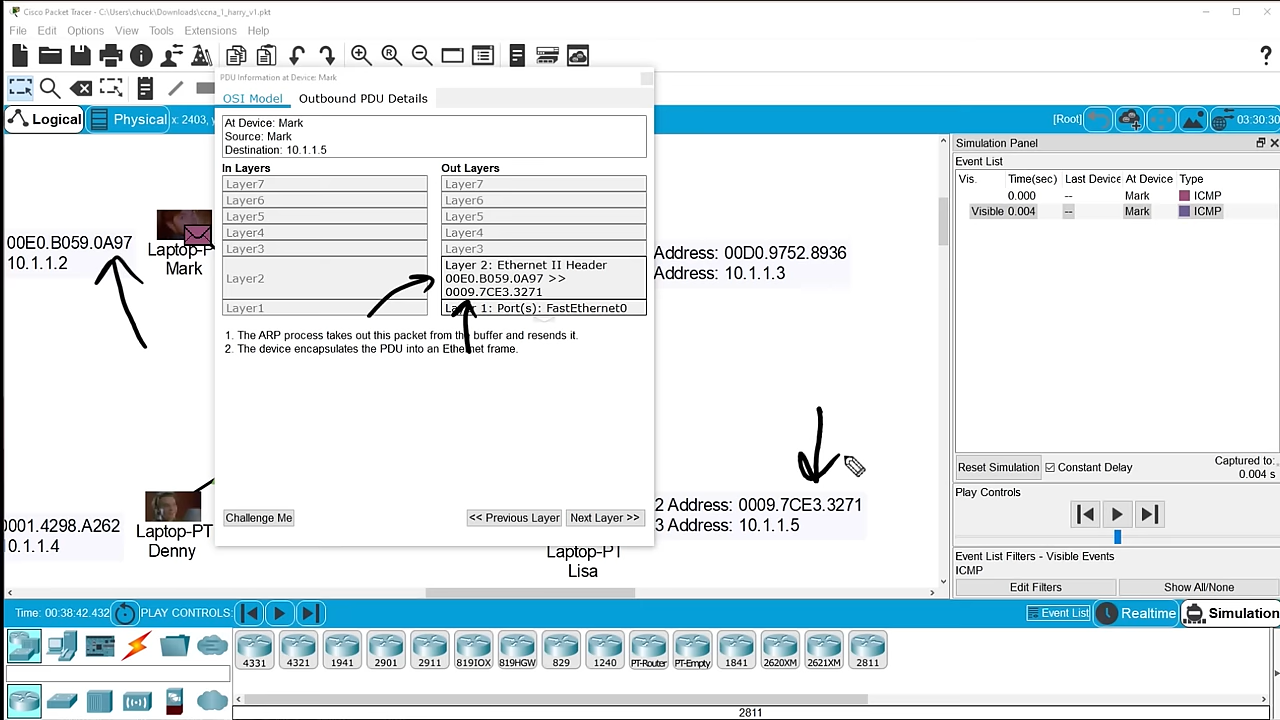 Cisco Packet Tracer - C:\Users\chuck\Downloads\ccna_1_harry_v1.pkt
File Edit Options View Tools Extensions Help
PDU Information at Device: Mark
OSI Model Outbound PDU Details
At Device: Mark
Source: Mark
Destination: 10.1.1.5
In Layers Out Layers
Layer7 Layer7
Layer6 Layer6
Layer5 Layer5
Layer4 Layer4
Layer3 Layer3
Layer2
Layer 2: Ethernet II Header
00E0.B059.0A97 >>
0009.7CE3.3271
Layer1
1: Port(s): FastEthernet0
1. The ARP process takes out this packet from the buffer and resends it.
2. The device encapsulates the PDU into an Ethernet frame.
Challenge Me << Previous Layer Next Layer >>
Logical Physical x: 2403,
[Root] 03:30:30
00E0.B059.0A97
10.1.1.2
Mark
Address: 00D0.9752.8936
Address: 10.1.1.3
0001.4298.A262
0.1.1.4
Laptop-PT
Denny
2 Address: 0009.7CE3.3271
3 Address: 10.1.1.5
Laptop-PT
Lisa
Simulation Panel
Event List
Vis. Time(sec) Last Device At Device Type
0.000 -- Mark ICMP
Visible 0.004 -- Mark ICMP
Reset Simulation Constant Delay
Captured to:
0.004 s
Play Controls
Event List Filters - Visible Events
ICMP
Edit Filters Show All/None
Time: 00:38:42.432 PLAY CONTROLS: Event List Realtime Simulation
4331 4321 1941 2901 2911 819IOX 819HGW 829 1240 PT-Router PT-Empty 1841 2620XM 2621XM 2811
2811